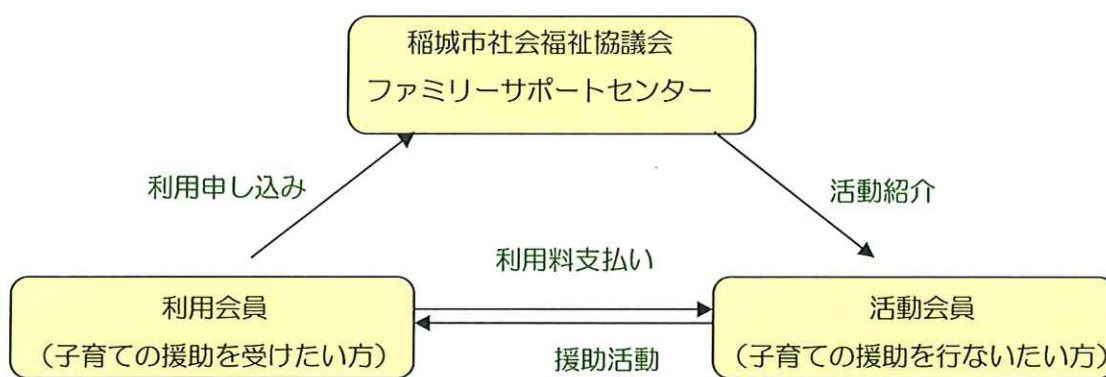 稲城市社会福祉協議会
ファミリーサポートセンター
利用申し込み
活動紹介
利用料支払い
利用会員
（子育ての援助を受けたい方）
援助活動
活動会員
（子育ての援助を行ないたい方）